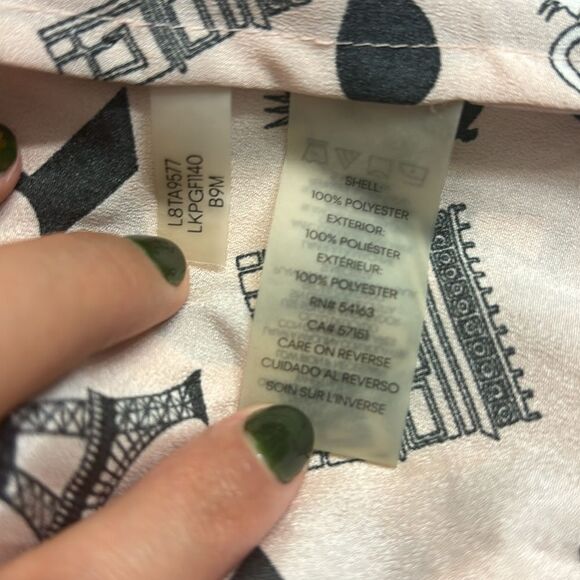 L8TA9577
LKPGF1140
B9M
SHELL:
100% POLYESTER
EXTERIOR:
100% POLIÉSTER
EXTÉRIEUR:
100% POLYESTER
RN# 54163
CA# 57151
CARE ON REVERSE
CUIDADO AL REVERSO
SOIN SUR L'INVERSE